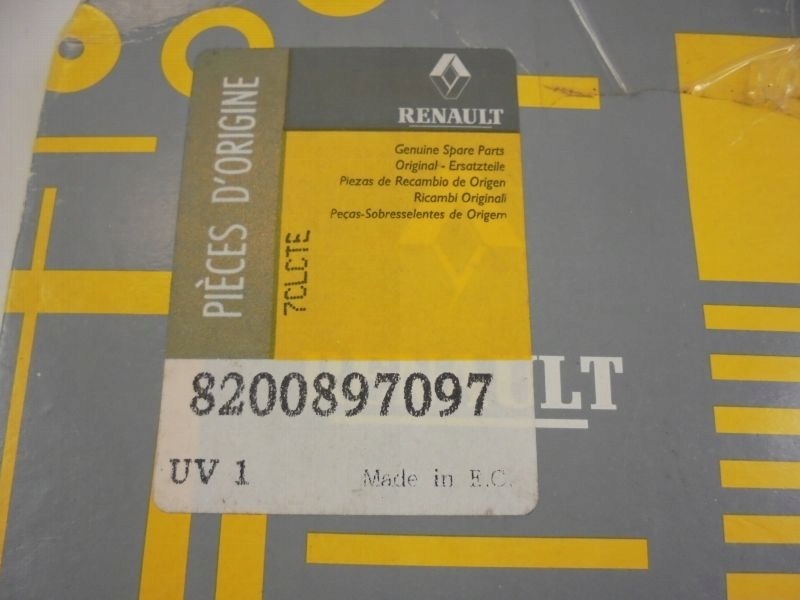 RENAULT
PIÈCES D'ORIGINE
Genuine Spare Parts
Original - Ersatzteile
Piezas de Recambio de Origen
Ricambi Originali
Peças-Sobresselentes de Origem
7CLCTE
8200897097
ULT
UV 1
Made in E.C.